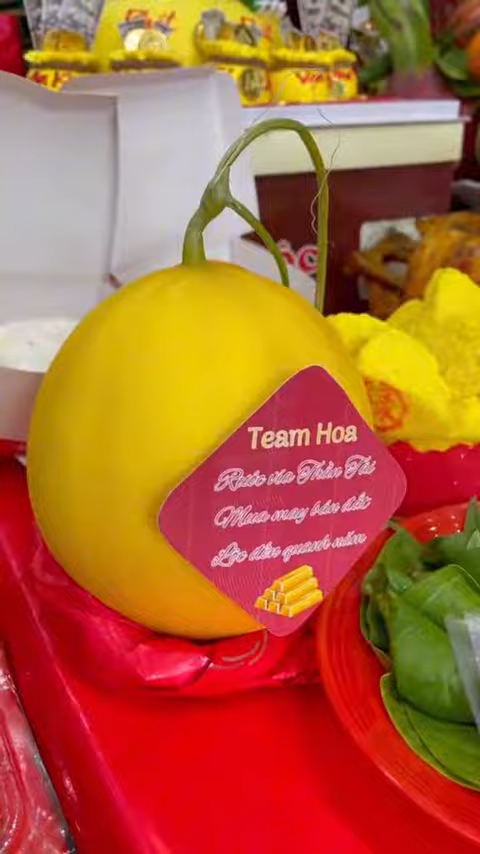 Team Hoa
Rước vía Thần Tài
Mua may bán đắt
Lộc đến quanh năm